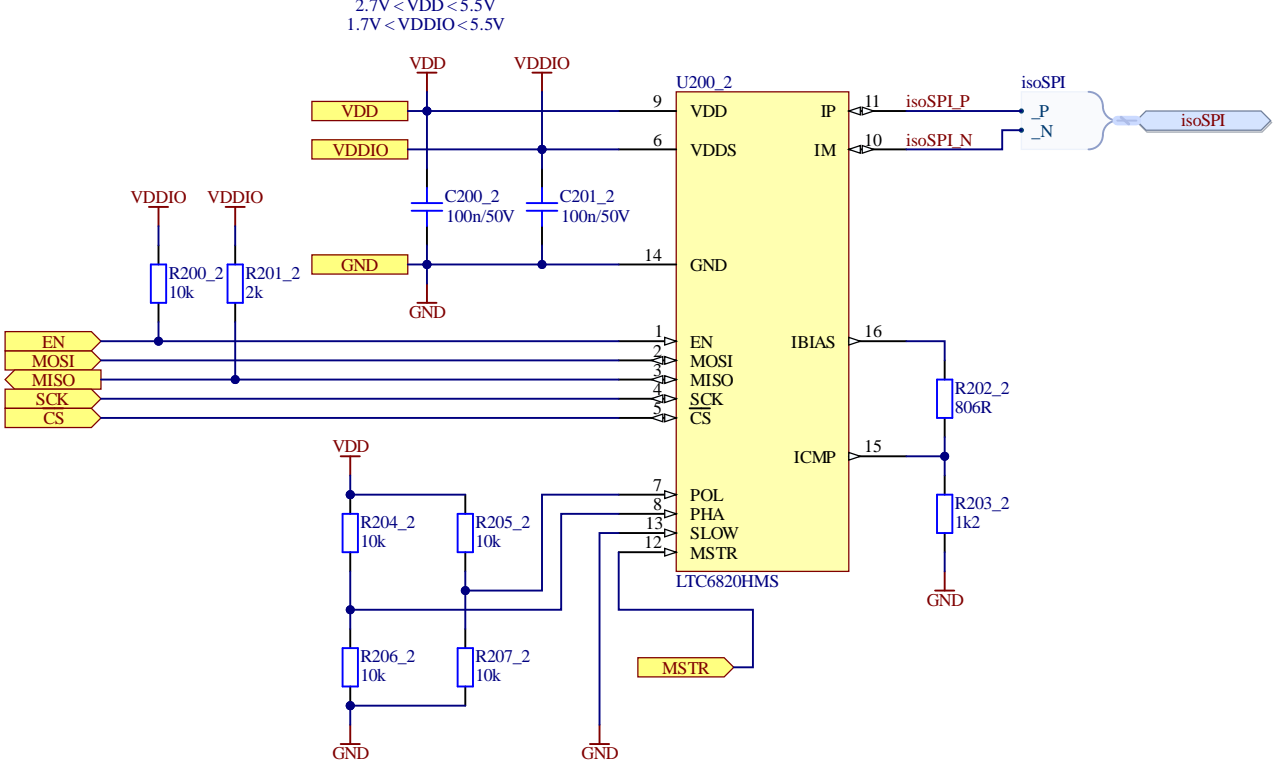 2.7V<VDD<5.5V
1.7V<VDDIO<5.5V
VDD
VDDIO
U200_2
isoSPI
VDD
9
VDD
IP
11
isoSPI_P
_P
isoSPI
VDDIO
6
VDDS
IM
10
isoSPI_N
_N
VDDIO
VDDIO
C200_2
100n/50V
C201_2
100n/50V
GND
14
GND
R200_2
10k
R201_2
2k
GND
EN
1
EN
IBIAS
16
MOSI
2
MOSI
MISO
3
MISO
SCK
4
SCK
CS
5
CS
R202_2
806R
VDD
ICMP
15
7
POL
8
PHA
13
SLOW
12
MSTR
R203_2
1k2
R204_2
10k
R205_2
10k
LTC6820HMS
GND
R206_2
10k
R207_2
10k
MSTR
GND
GND